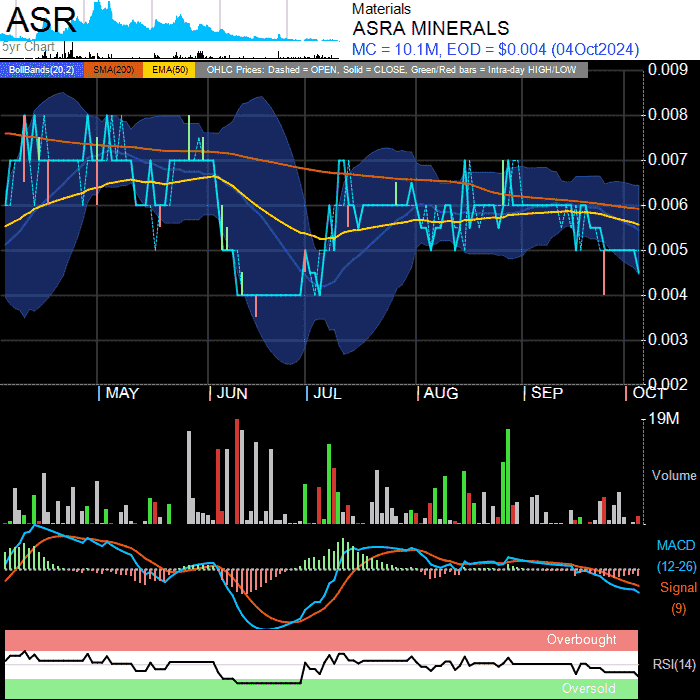 ASR
5yr Chart
Materials
ASRA MINERALS
MC = 10.1M, EOD = $0.004 (04Oct2024)
BollBands(20,2) SMA(200) EMA(50) OHLC Prices: Dashed = OPEN, Solid = CLOSE, Green/Red bars = Intra-day HIGH/LOW
0.009
0.008
0.007
0.006
0.005
0.004
0.003
0.002
MAY JUN JUL AUG SEP OCT
19M
Volume
MACD
(12-26)
Signal
(9)
Overbought
RSI(14)
Oversold